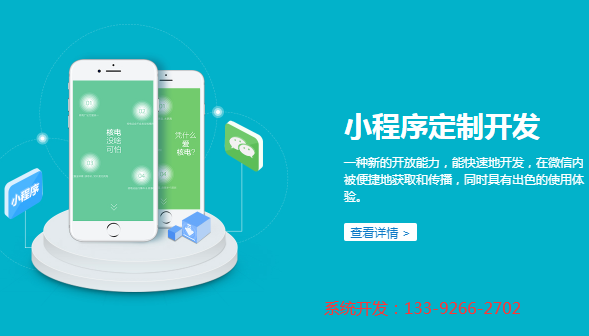 小程序定制开发
一种新的开放能力，能快速地开发，在微信内
被便捷地获取和传播，同时具有出色的使用体
验。
查看详情 >
系统开发：133-9266-2702
核电
没啥
可怕
凭什么
爱
核电?
小程序